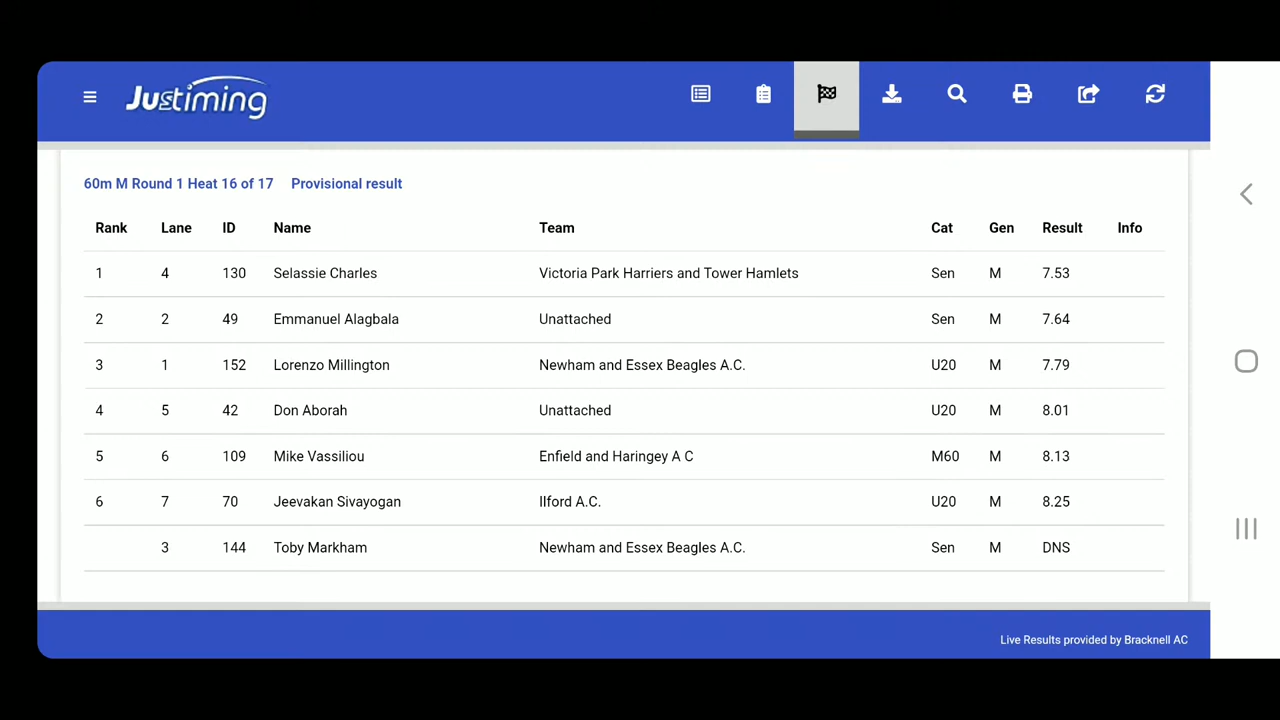 Justiming
60m M Round 1 Heat 16 of 17 Provisional result
Rank Lane ID Name Team Cat Gen Result Info
1 4 130 Selassie Charles Victoria Park Harriers and Tower Hamlets Sen M 7.53
2 2 49 Emmanuel Alagbala Unattached Sen M 7.64
3 1 152 Lorenzo Millington Newham and Essex Beagles A.C. U20 M 7.79
4 5 42 Don Aborah Unattached U20 M 8.01
5 6 109 Mike Vassiliou Enfield and Haringey A C M60 M 8.13
6 7 70 Jeevakan Sivayogan Ilford A.C. U20 M 8.25
3 144 Toby Markham Newham and Essex Beagles A.C. Sen M DNS
Live Results provided by Bracknell AC